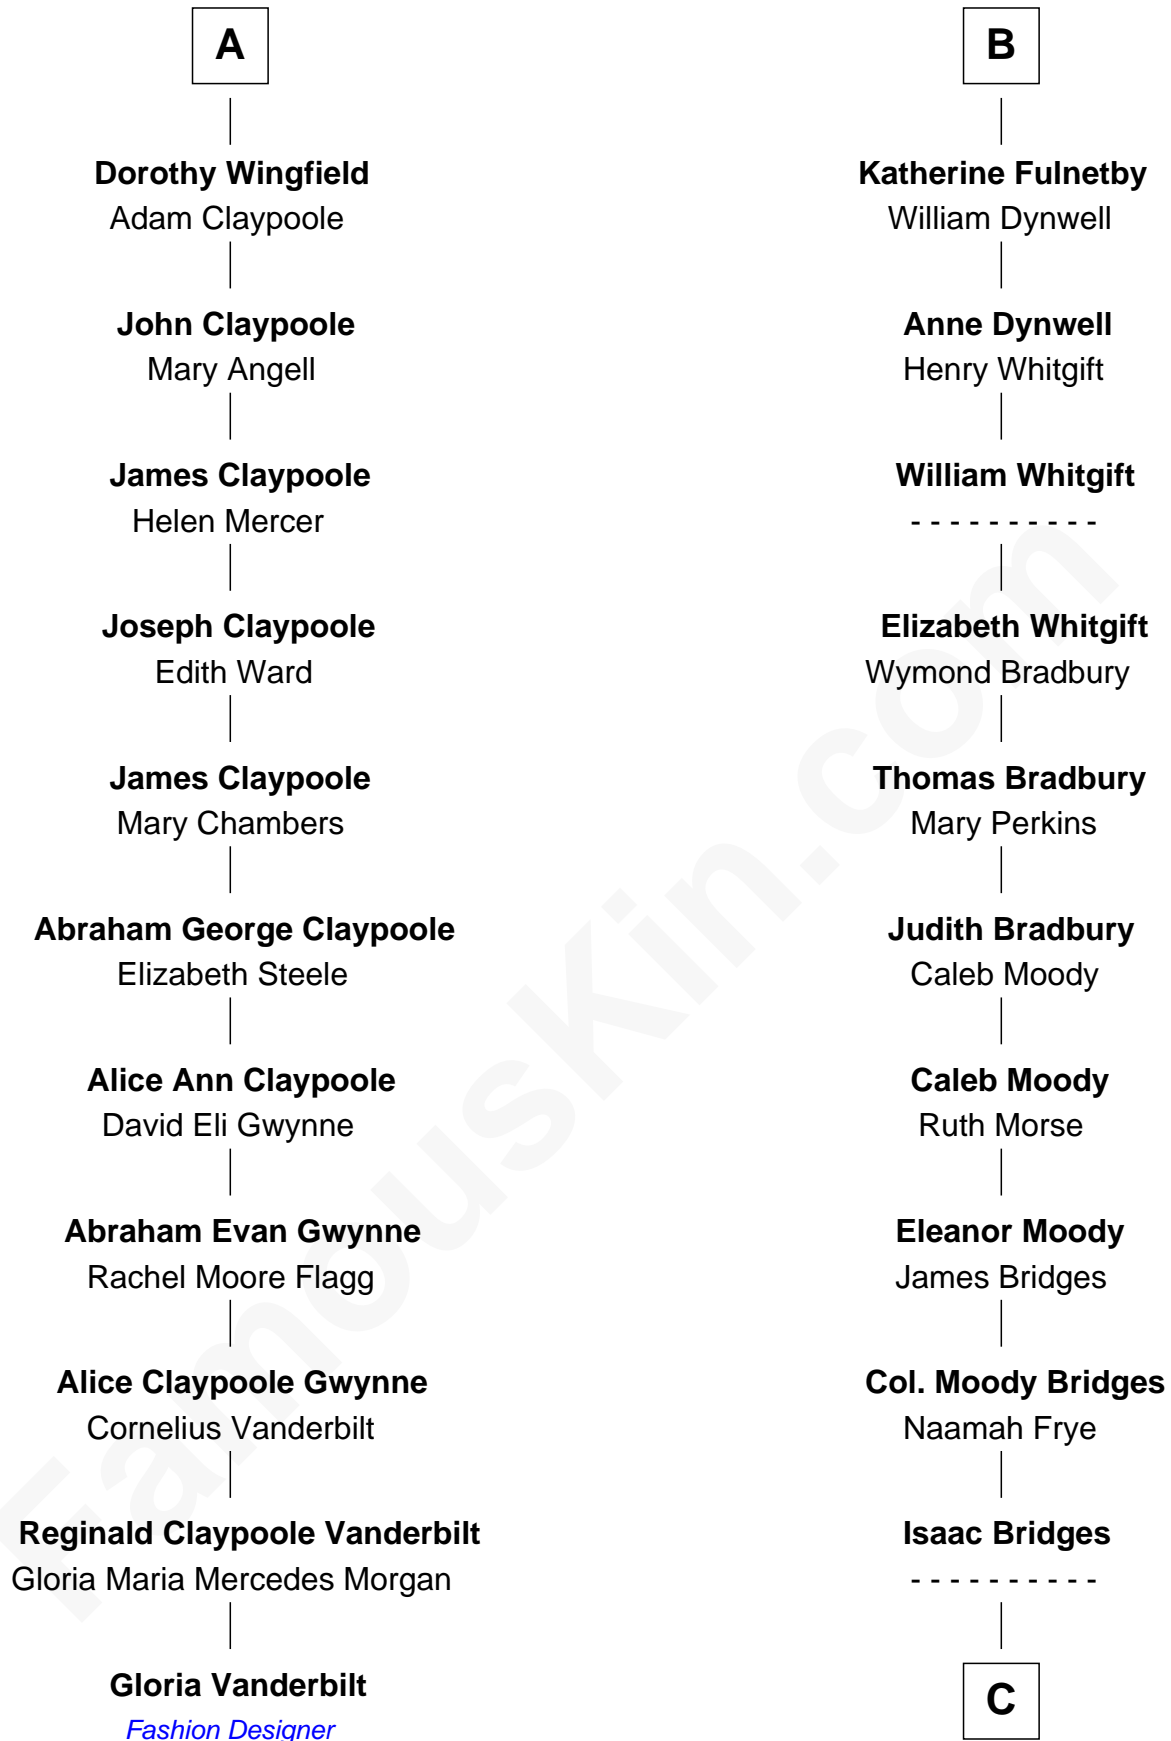 A
Dorothy Wingfield
Adam Claypoole
John Claypoole
Mary Angell
James Claypoole
Helen Mercer
Joseph Claypoole
Edith Ward
James Claypoole
Mary Chambers
Abraham George Claypoole
Elizabeth Steele
Alice Ann Claypoole
David Eli Gwynne
Abraham Evan Gwynne
Rachel Moore Flagg
Alice Claypoole Gwynne
Cornelius Vanderbilt
Reginald Claypoole Vanderbilt
Gloria Maria Mercedes Morgan
Gloria Vanderbilt
Fashion Designer
B
Katherine Fulnetby
William Dynwell
Anne Dynwell
Henry Whitgift
William Whitgift
- - - - - - - - - -
Elizabeth Whitgift
Wymond Bradbury
Thomas Bradbury
Mary Perkins
Judith Bradbury
Caleb Moody
Caleb Moody
Ruth Morse
Eleanor Moody
James Bridges
Col. Moody Bridges
Naamah Frye
Isaac Bridges
- - - - - - - - - -
C
FamousKin.com